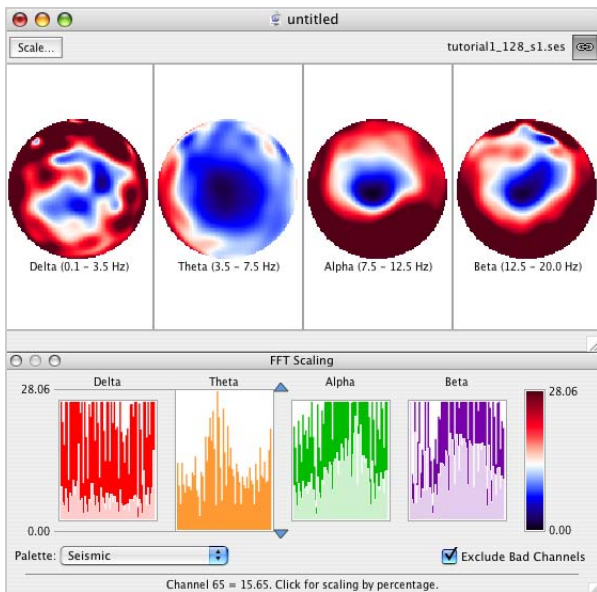 untitled
Scale...
tutorial1_128_s1.ses
Delta (0.1 - 3.5 Hz)
Theta (3.5 - 7.5 Hz)
Alpha (7.5 - 12.5 Hz)
Beta (12.5 - 20.0 Hz)
FFT Scaling
Delta
Theta
Alpha
Beta
28.06
28.06
0.00
0.00
Palette: Seismic
Exclude Bad Channels
Channel 65 = 15.65. Click for scaling by percentage.